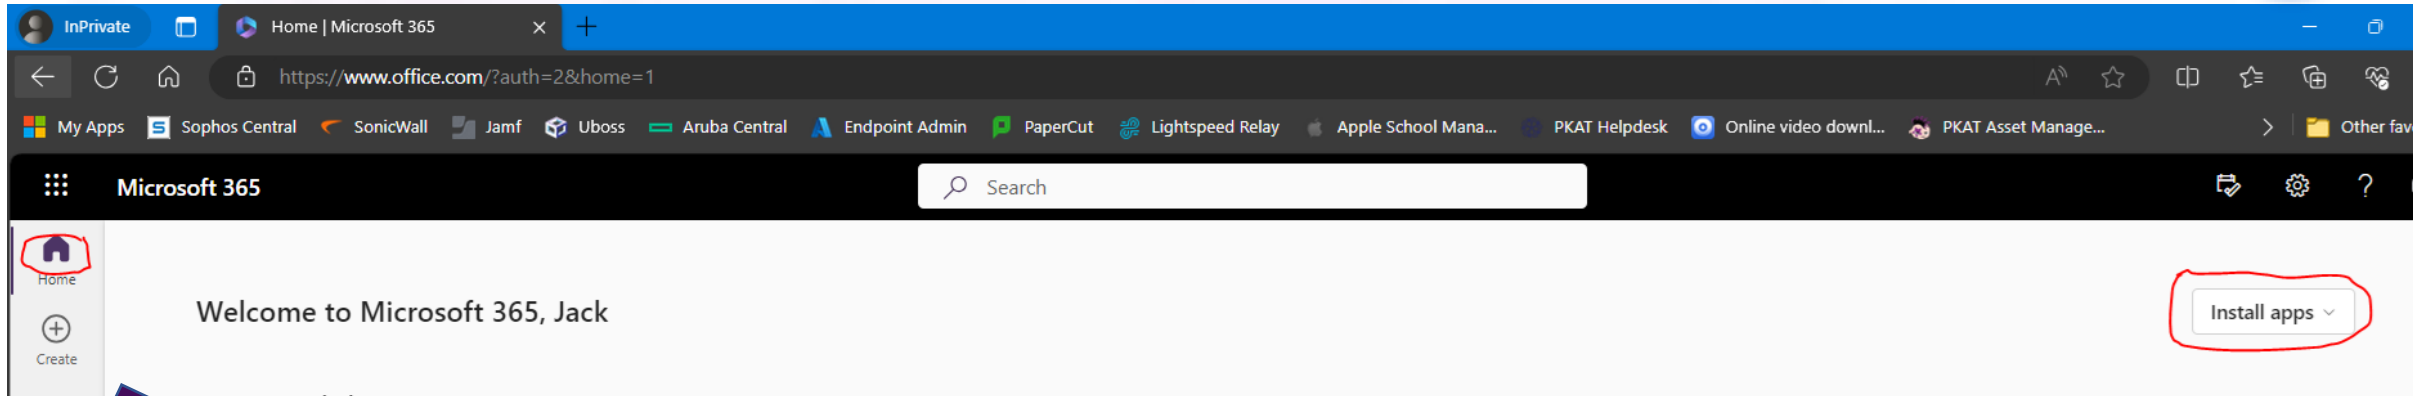 InPrivate
Home | Microsoft 365
https://www.office.com/?auth=2&home=1
My Apps Sophos Central SonicWall Jamf Uboss Aruba Central Endpoint Admin PaperCut Lightspeed Relay Apple School Mana... PKAT Helpdesk Online video downl... PKAT Asset Manage... Other fav
Microsoft 365 Search
Home
Welcome to Microsoft 365, Jack Install apps
Create